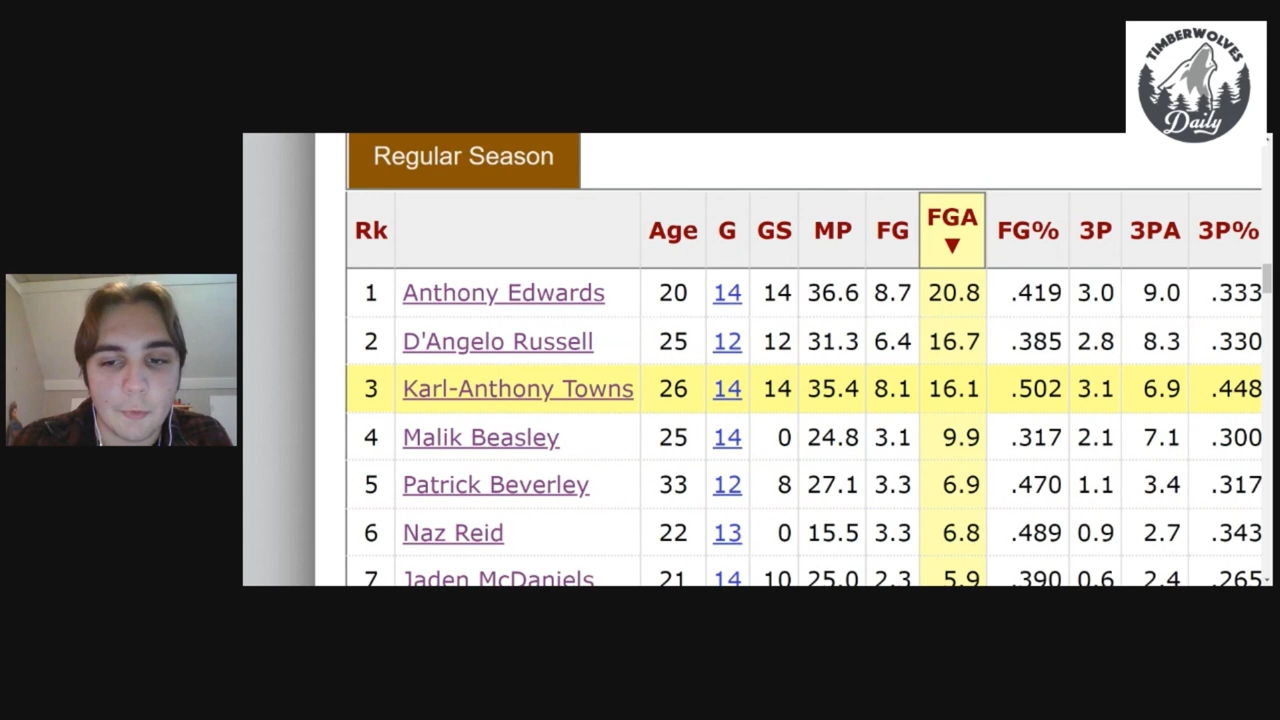 TIMBERWOLVES
Daily
Regular Season
Rk Age G GS MP FG FGA ▼ FG% 3P 3PA 3P%
1 Anthony Edwards 20 14 14 36.6 8.7 20.8 .419 3.0 9.0 .333
2 D'Angelo Russell 25 12 12 31.3 6.4 16.7 .385 2.8 8.3 .330
3 Karl-Anthony Towns 26 14 14 35.4 8.1 16.1 .502 3.1 6.9 .448
4 Malik Beasley 25 14 0 24.8 3.1 9.9 .317 2.1 7.1 .300
5 Patrick Beverley 33 12 8 27.1 3.3 6.9 .470 1.1 3.4 .317
6 Naz Reid 22 13 0 15.5 3.3 6.8 .489 0.9 2.7 .343
7 Jaden McDaniels 21 14 10 25.0 2.3 5.9 .390 0.6 2.4 .265